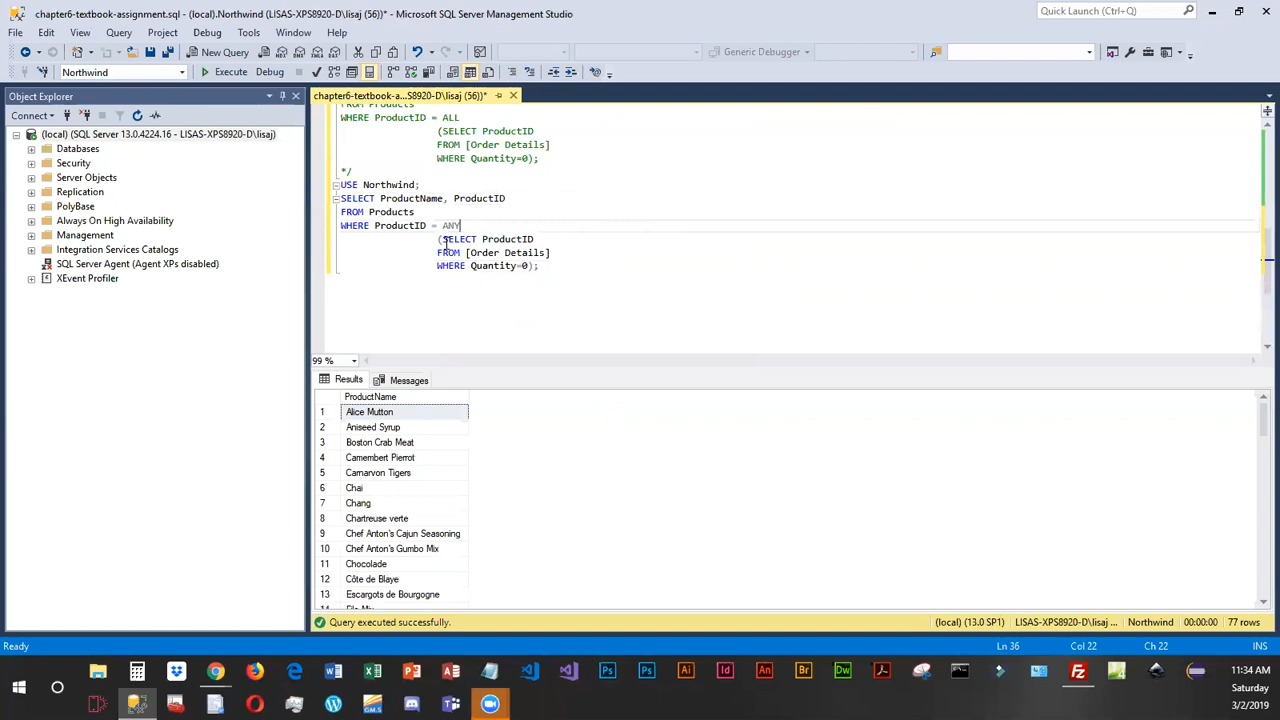 chapter6-textbook-assignment.sql - (local).Northwind (LISAS-XPS8920-D\lisaj (56))* - Microsoft SQL Server Management Studio
Quick Launch (Ctrl+Q)
File Edit View Query Project Debug Tools Window Help
New Query
Generic Debugger
Northwind
Execute Debug
Object Explorer
chapter6-textbook-a...S8920-D\lisaj (56))*
Connect
(local) (SQL Server 13.0.4224.16 - LISAS-XPS8920-D\lisaj)
Databases
Security
Server Objects
Replication
PolyBase
Always On High Availability
Management
Integration Services Catalogs
SQL Server Agent (Agent XPs disabled)
XEvent Profiler
FROM Products
WHERE ProductID = ALL
(SELECT ProductID
FROM [Order Details]
WHERE Quantity=0);
*/
USE Northwind;
SELECT ProductName, ProductID
FROM Products
WHERE ProductID = ANY
(SELECT ProductID
FROM [Order Details]
WHERE Quantity=0);
99 %
Results Messages
ProductName
1 Alice Mutton
2 Aniseed Syrup
3 Boston Crab Meat
4 Camembert Pierrot
5 Carnarvon Tigers
6 Chai
7 Chang
8 Chartreuse verte
9 Chef Anton's Cajun Seasoning
10 Chef Anton's Gumbo Mix
11 Chocolade
12 Côte de Blaye
13 Escargots de Bourgogne
Query executed successfully.
(local) (13.0 SP1) LISAS-XPS8920-D\lisaj ... Northwind 00:00:00 77 rows
Ready
Ln 36 Col 22 Ch 22 INS
11:34 AM
Saturday
3/2/2019